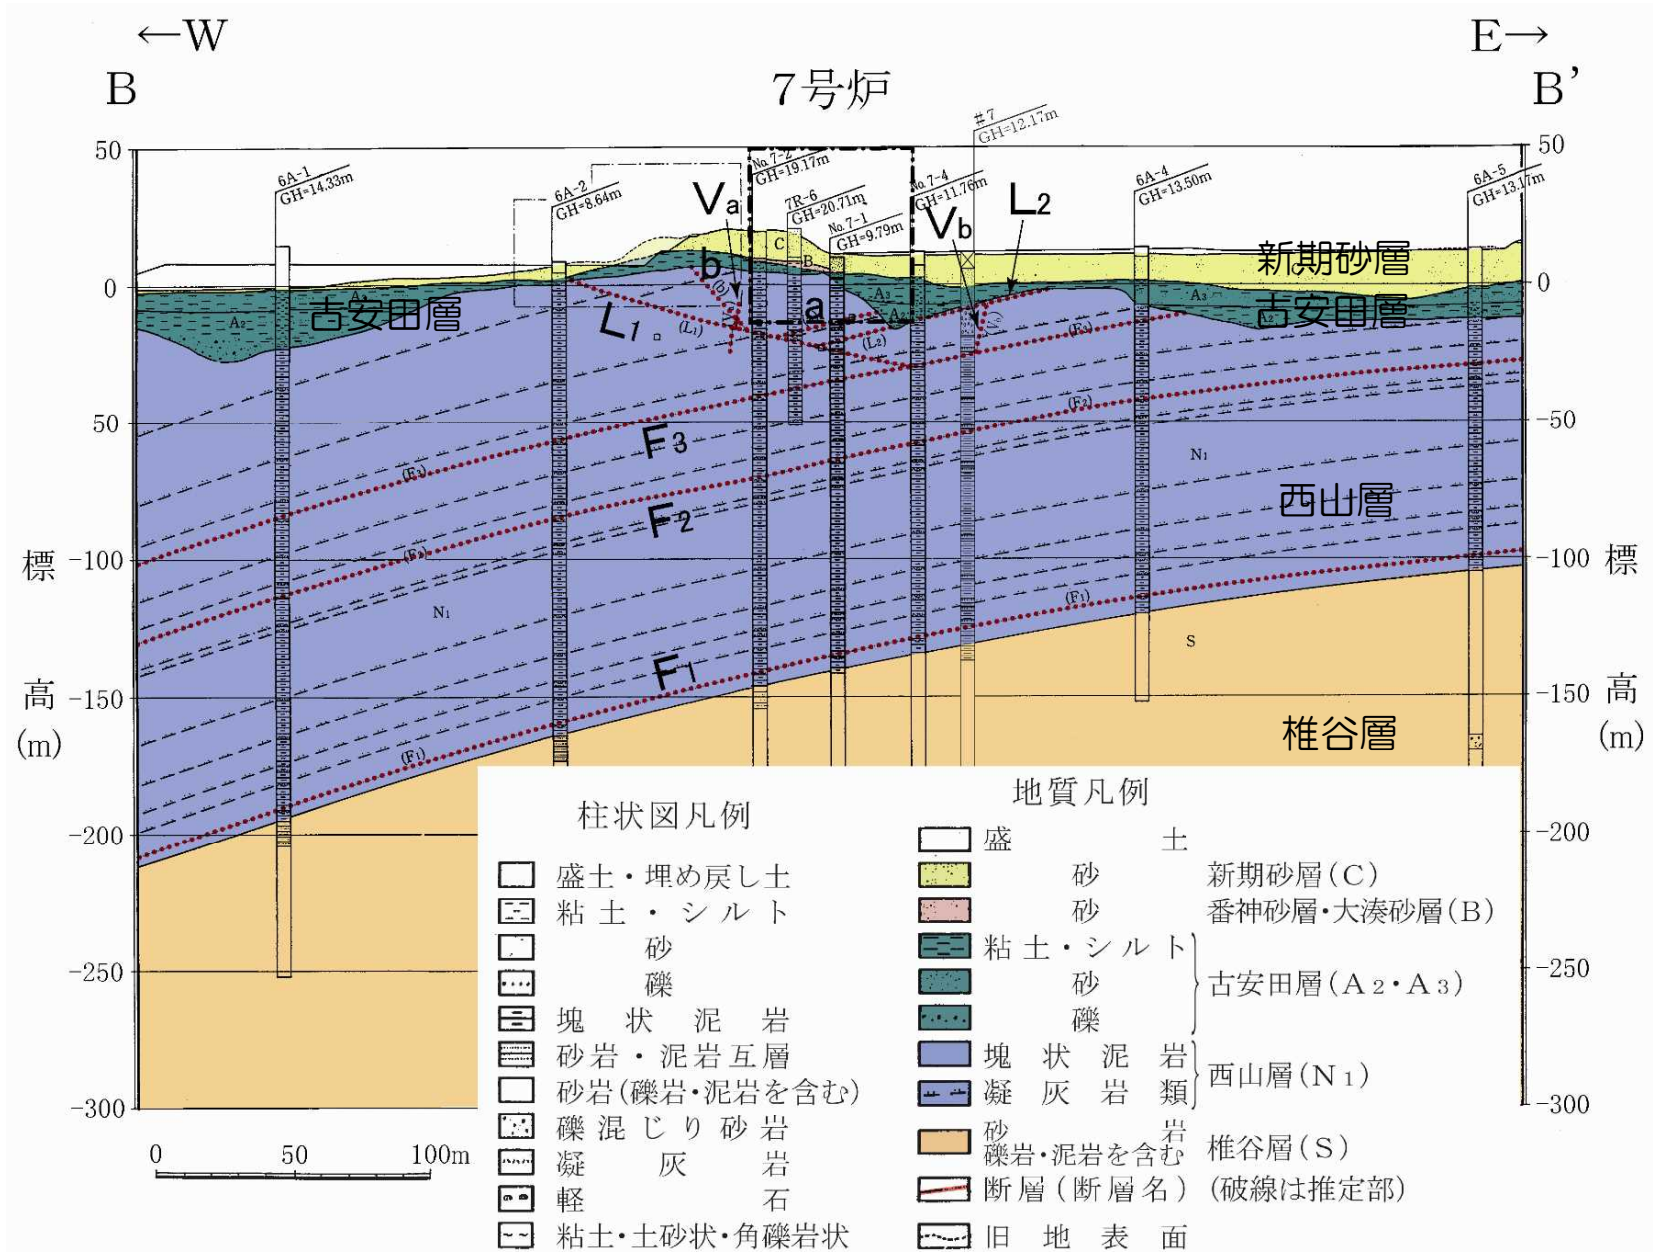 ←W
E→
B
7号炉
B’
#7
GH=12.17m
50
50
6A-1
GH=14.33m
6A-2
GH=8.64m
No.7-2
GH=19.17m
7R-6
GH=20.71m
No.7-1
GH=9.79m
No.7-4
GH=11.76m
6A-4
GH=13.50m
6A-5
GH=13.17m
Va
Vb
L2
C
B
b
(b)
a
新期砂層
0
0
A3
A2
古安田層
A3
A2
A3
A2
古安田層
L1
(L1)
(L2)
(F3)
50
-50
F3
(F2)
(F3)
N1
西山層
F2
(F2)
標
-100
-100
標
N1
(F1)
S
F1
高
-150
-150
高
(m)
(m)
椎谷層
(F1)
-200
-200
-250
-250
-300
-300
0 50 100m
柱状図凡例
盛土・埋め戻し土
粘土・シルト
砂
礫
塊状泥岩
砂岩・泥岩互層
砂岩(礫岩・泥岩を含む)
礫混じり砂岩
凝灰岩
軽石
粘土・土砂状・角礫岩状
地質凡例
盛土
砂 新期砂層(C)
砂 番神砂層・大湊砂層(B)
粘土・シルト
砂 古安田層(A2・A3)
礫
塊状泥岩
西山層(N1)
凝灰岩類
砂岩
礫岩・泥岩を含む 椎谷層(S)
断層(断層名)(破線は推定部)
旧地表面